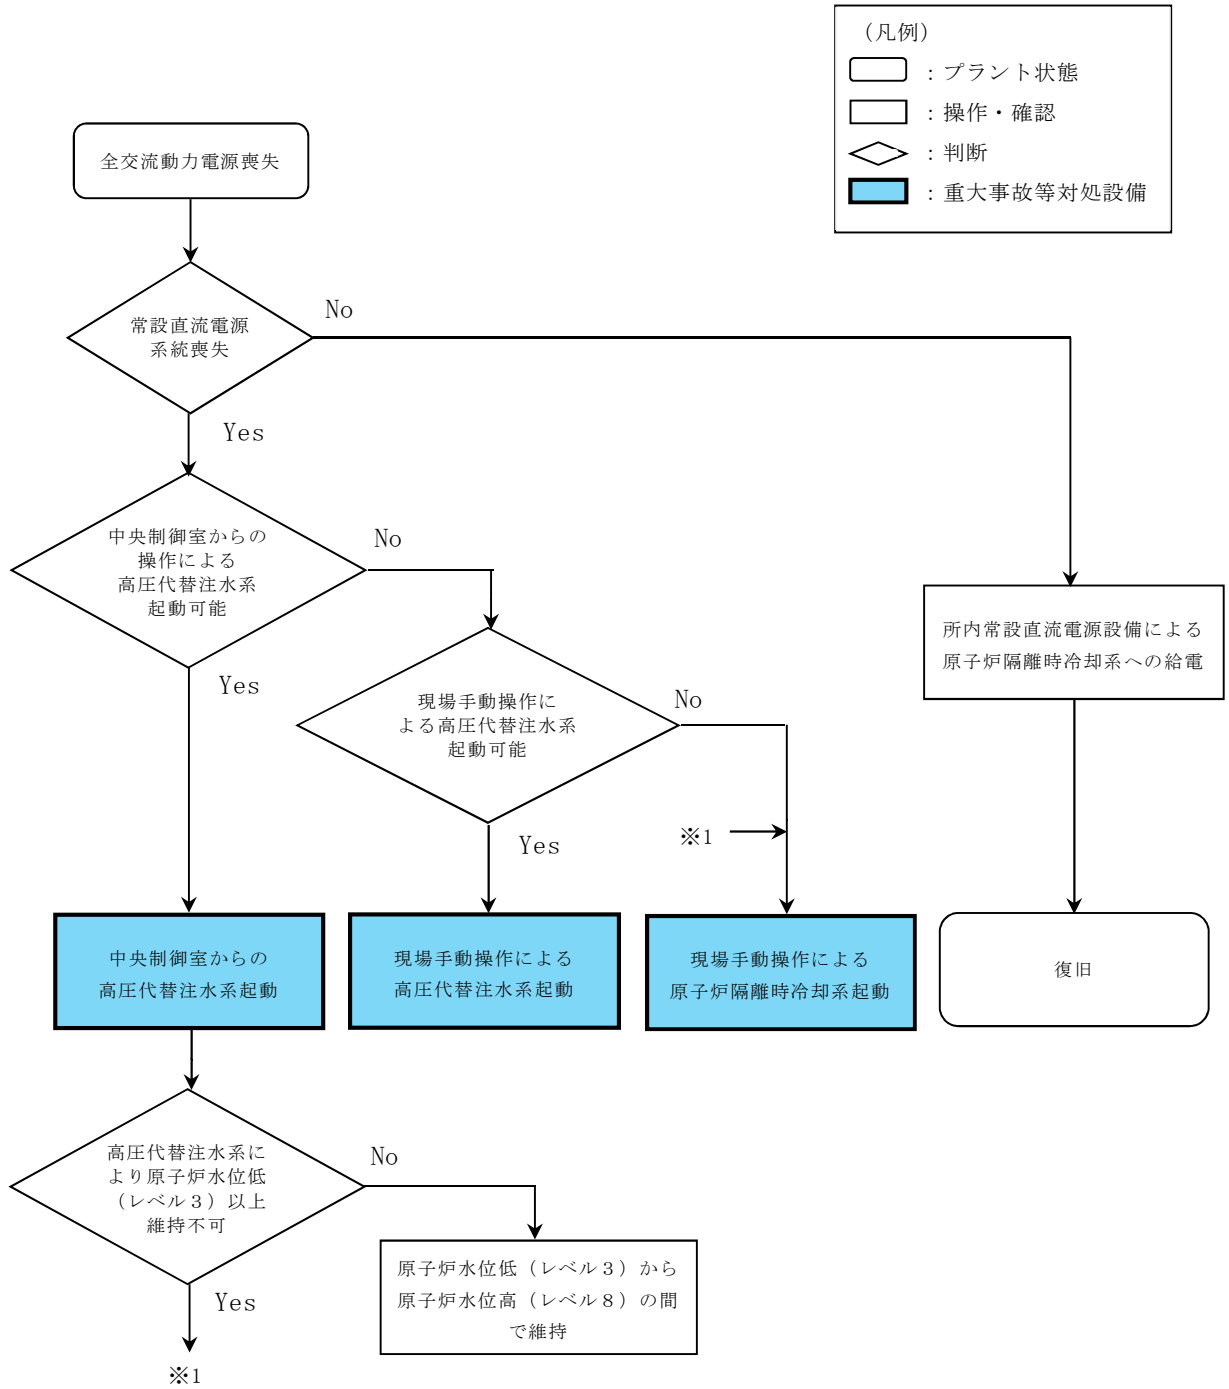 （凡例）
：プラント状態
：操作・確認
：判断
：重大事故等対処設備
全交流動力電源喪失
常設直流電源
系統喪失
No
Yes
中央制御室からの
操作による
高圧代替注水系
起動可能
No
Yes
現場手動操作に
よる高圧代替注水系
起動可能
No
Yes
※1
所内常設直流電源設備による
原子炉隔離時冷却系への給電
中央制御室からの
高圧代替注水系起動
現場手動操作による
高圧代替注水系起動
現場手動操作による
原子炉隔離時冷却系起動
復旧
高圧代替注水系に
より原子炉水位低
（レベル３）以上
維持不可
No
Yes
原子炉水位低（レベル３）から
原子炉水位高（レベル８）の間
で維持
※1